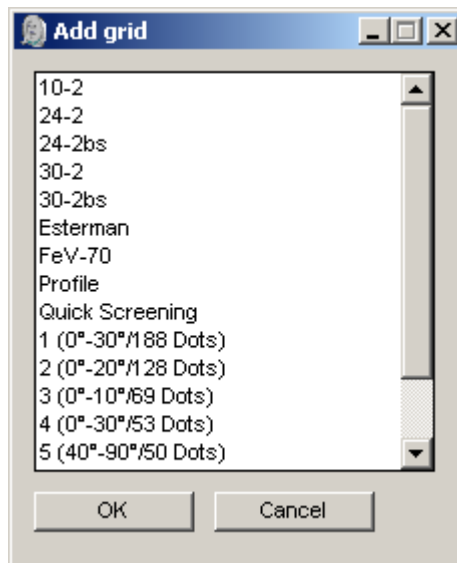 Add grid
10-2
24-2
24-2bs
30-2
30-2bs
Esterman
FeV-70
Profile
Quick Screening
1 (0°-30°/188 Dots)
2 (0°-20°/128 Dots)
3 (0°-10°/69 Dots)
4 (0°-30°/53 Dots)
5 (40°-90°/50 Dots)
OK Cancel